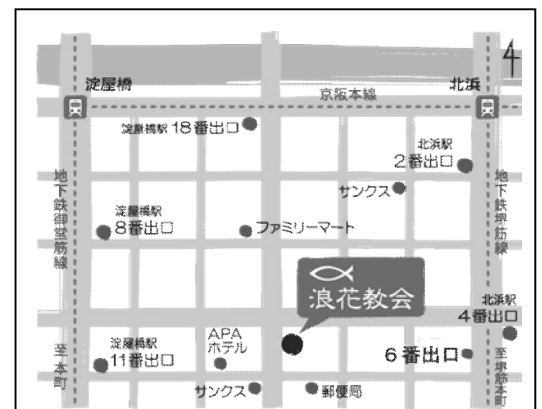 4
淀屋橋
北浜
京阪本線
淀屋橋駅 18番出口
北浜駅
2番出口
サンクス
地下鉄御堂筋線
地下鉄堺筋線
淀屋橋駅
8番出口
ファミリーマート
浪花教会
北浜駅
4番出口
APA
ホテル
淀屋橋駅
11番出口
6番出口
至本町
至堺筋本町
サンクス
郵便局